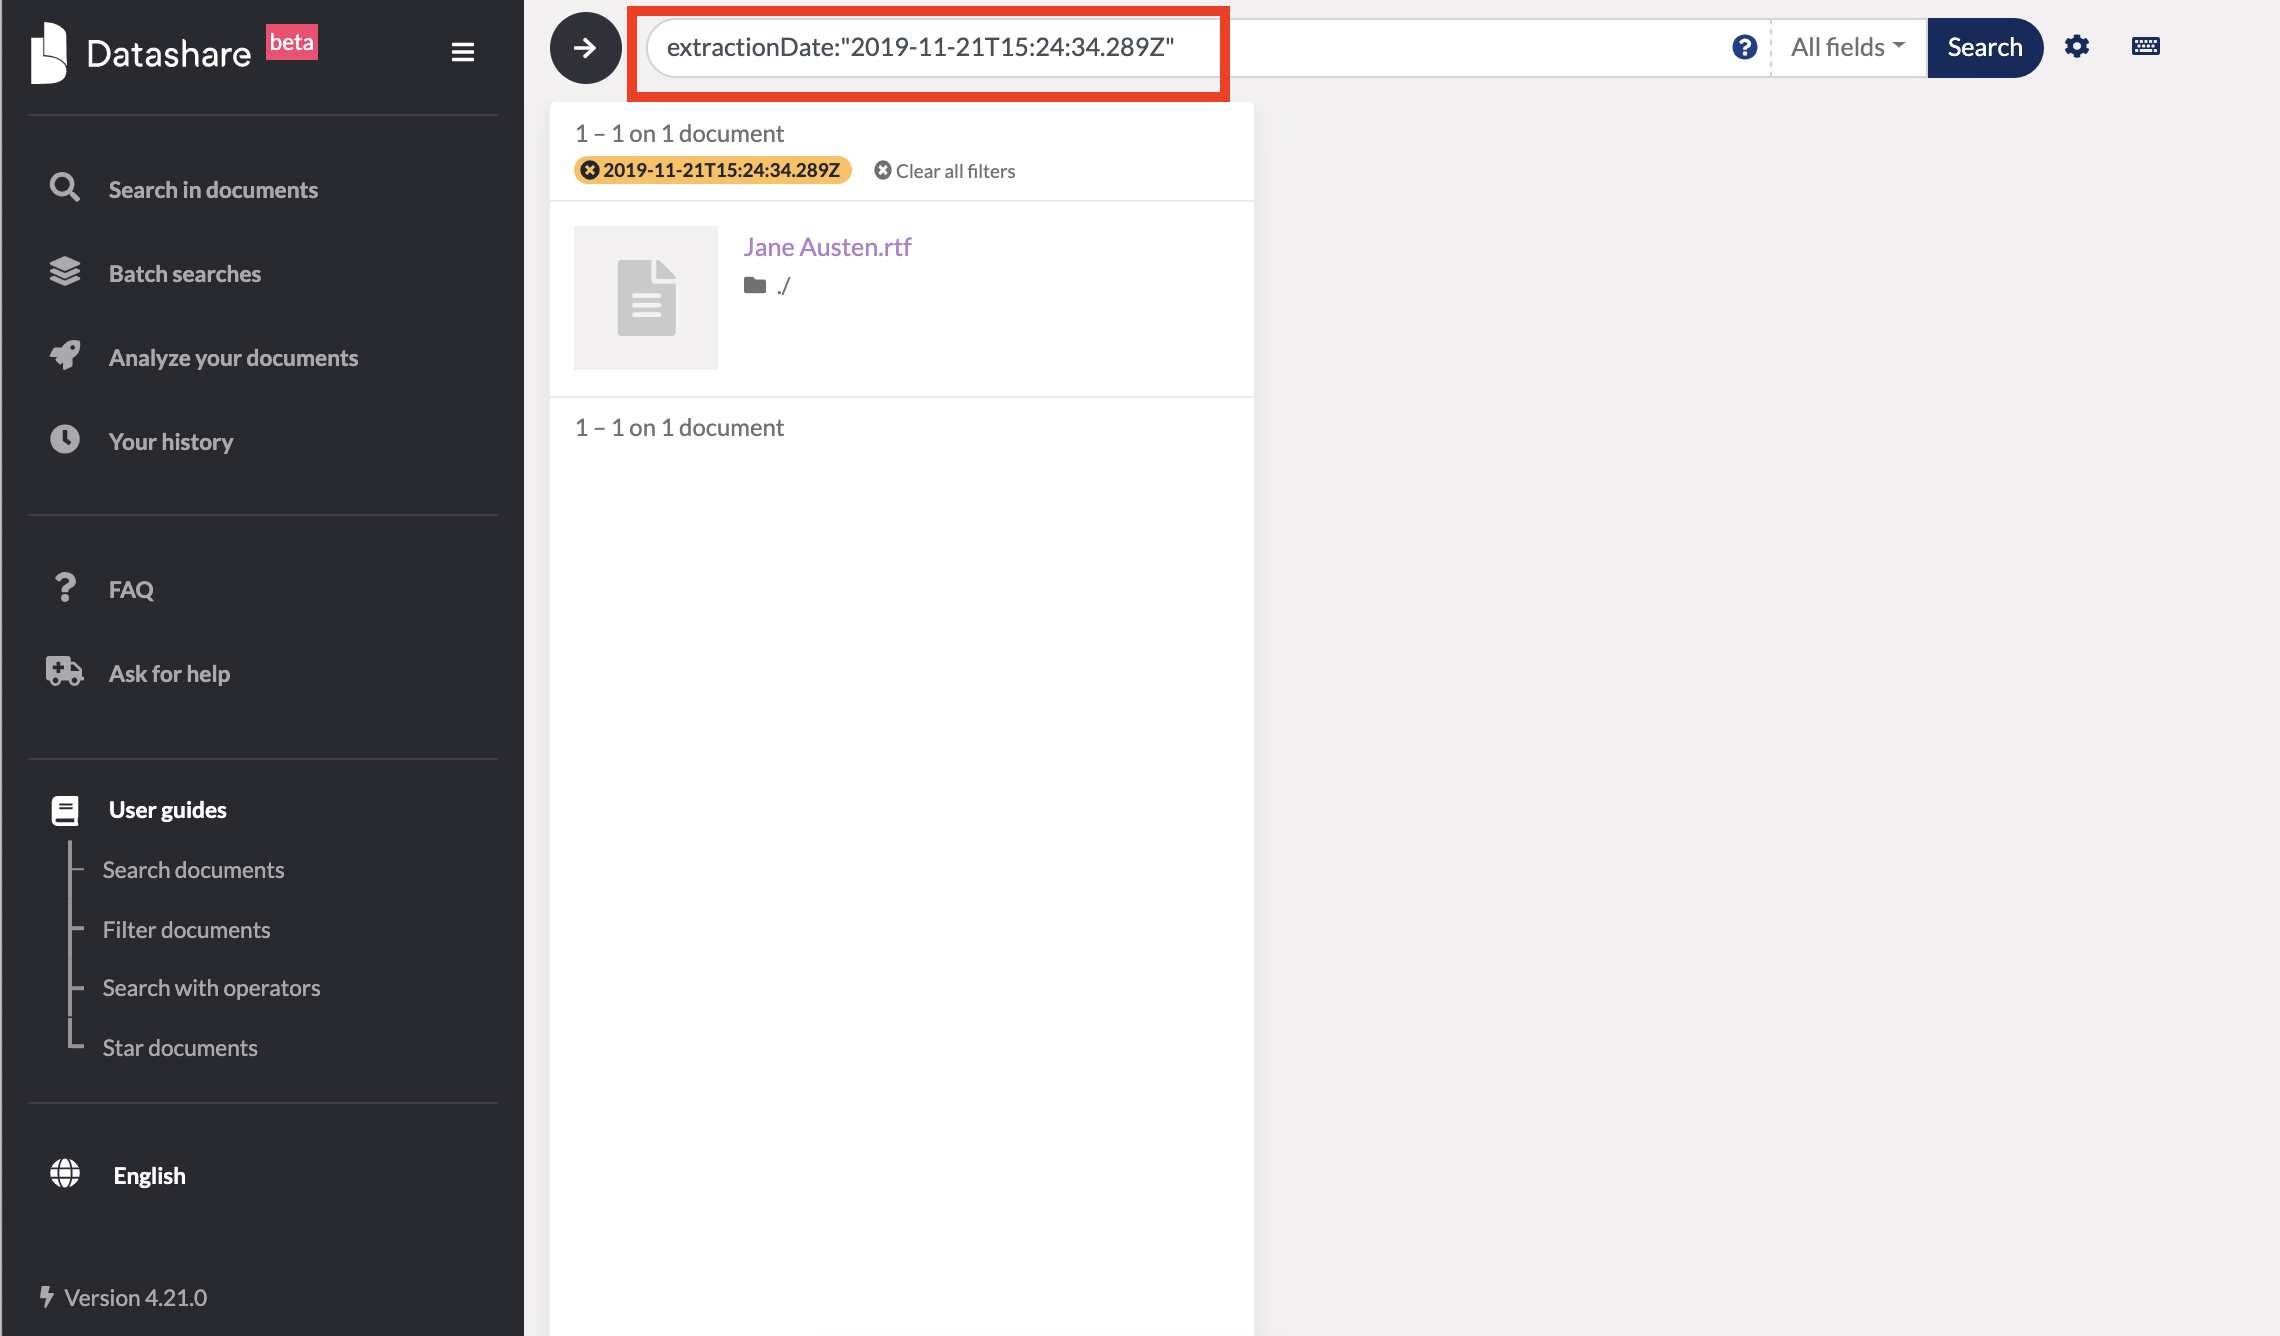 Datashare beta
Search in documents
Batch searches
Analyze your documents
Your history
FAQ
Ask for help
User guides
Search documents
Filter documents
Search with operators
Star documents
English
Version 4.21.0
extractionDate:"2019-11-21T15:24:34.289Z"
All fields
Search
1 – 1 on 1 document
2019-11-21T15:24:34.289Z
Clear all filters
Jane Austen.rtf
./
1 – 1 on 1 document